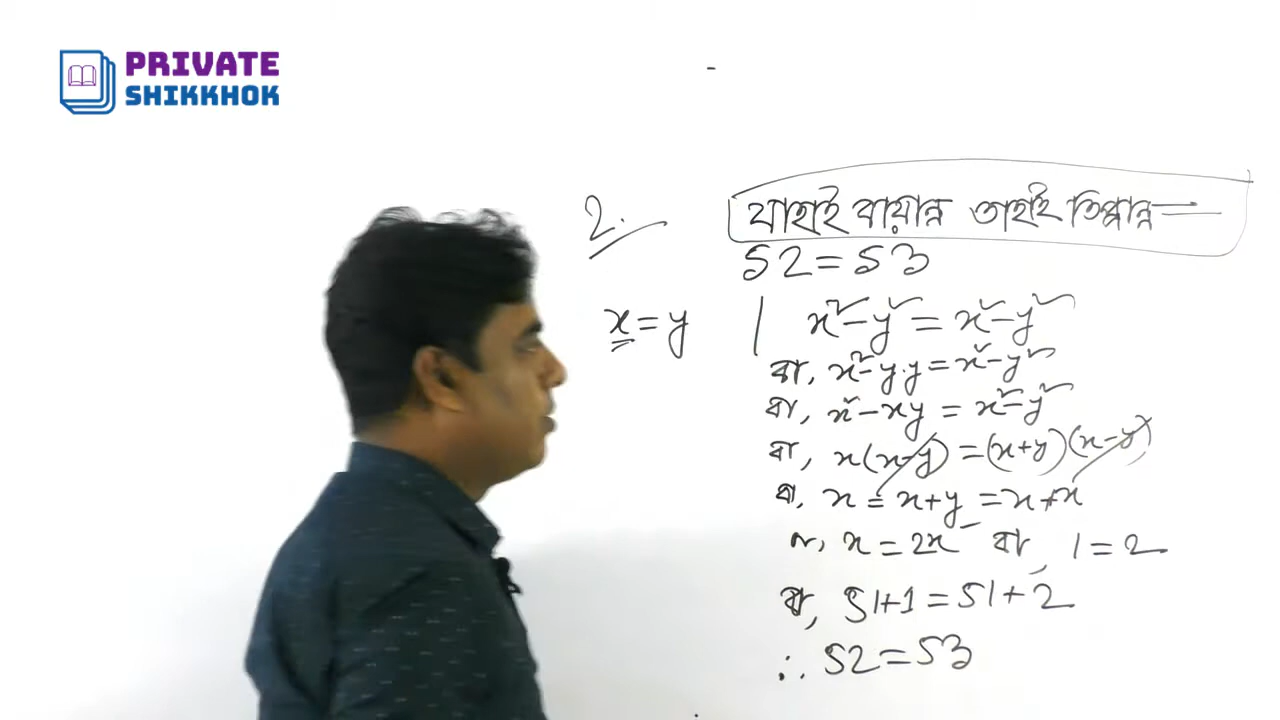 PRIVATE
SHIKKHOK
2.
যাহাই বায়ান্ন তাহাই তিপ্পান্ন
52 = 53
x = y
x² - y² = x² - y²
বা, x² - y.y = x² - y²
বা, x² - xy = x² - y²
বা, x(x-y) = (x+y)(x-y)
বা, x = x+y = x+x
বা, x = 2x বা, 1 = 2
বা, 51+1 = 51+2
∴ 52 = 53